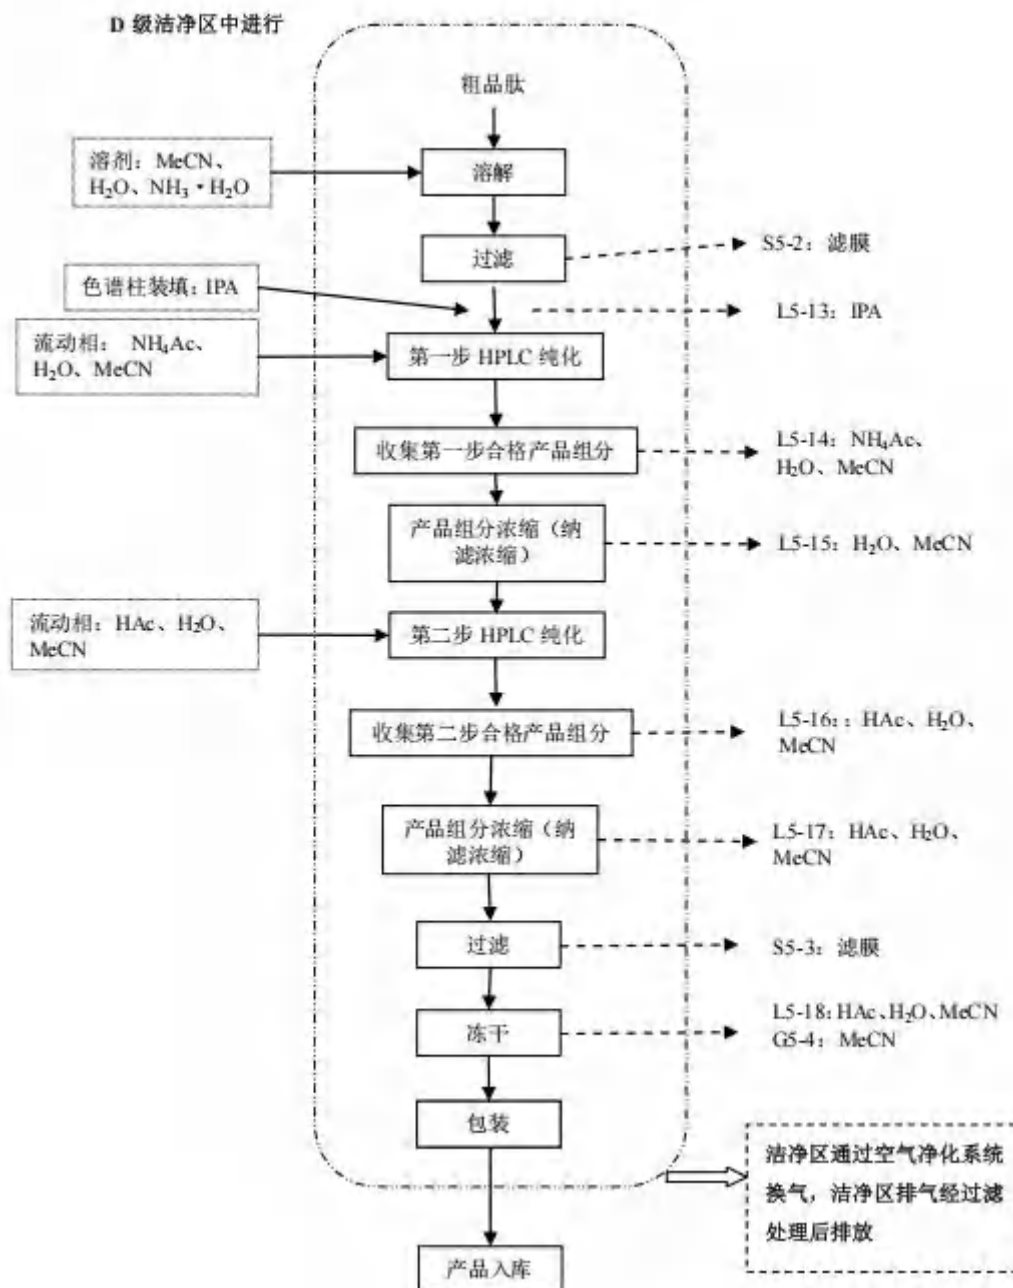 D 级洁净区中进行
粗品肽
溶剂：MeCN、
H₂O、NH₃·H₂O
溶解
过滤
S5-2：滤膜
色谱柱装填：IPA
L5-13：IPA
流动相： NH₄Ac、
H₂O、MeCN
第一步 HPLC 纯化
收集第一步合格产品组分
L5-14：NH₄Ac、
H₂O、MeCN
产品组分浓缩（纳
滤浓缩）
L5-15：H₂O、MeCN
流动相：HAc、H₂O、
MeCN
第二步 HPLC 纯化
收集第二步合格产品组分
L5-16：：HAc、H₂O、
MeCN
产品组分浓缩（纳
滤浓缩）
L5-17：HAc、H₂O、
MeCN
过滤
S5-3：滤膜
冻干
L5-18：HAc、H₂O、MeCN
G5-4：MeCN
包装
洁净区通过空气净化系统
换气，洁净区排气经过滤
处理后排放
产品入库